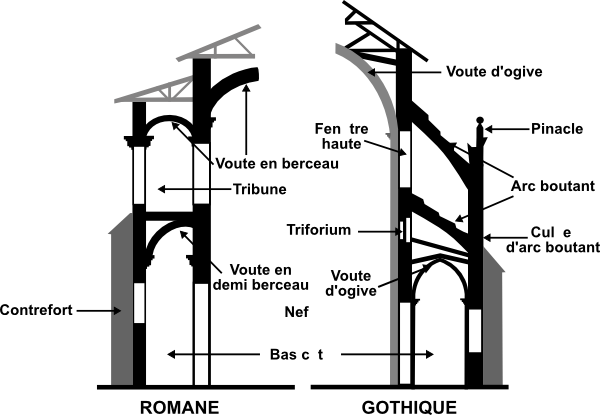 Voute d'ogive
Fen tre
haute
Pinacle
Voute en berceau
Tribune
Arc boutant
Triforium
Cul e
d'arc boutant
Voute en
demi berceau
Voute
d'ogive
Contrefort
Nef
Bas c t
ROMANE
GOTHIQUE